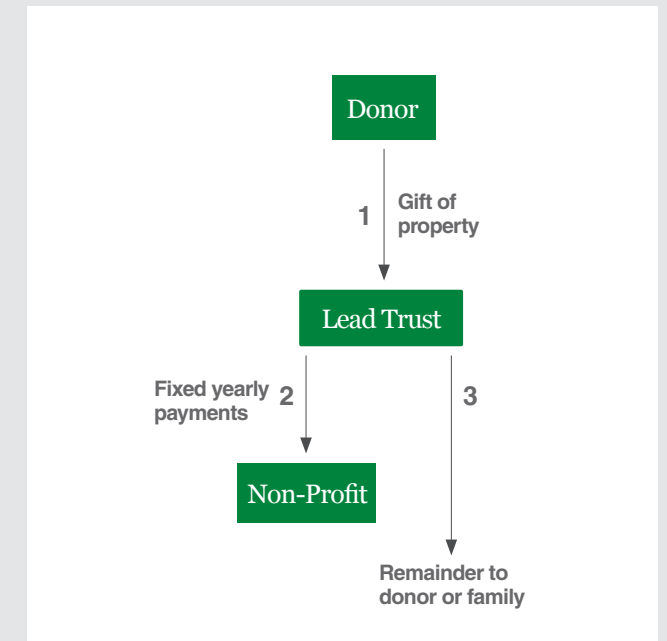 Donor
1
Gift of
property
Lead Trust
Fixed yearly
payments
2
3
Non-Profit
Remainder to
donor or family